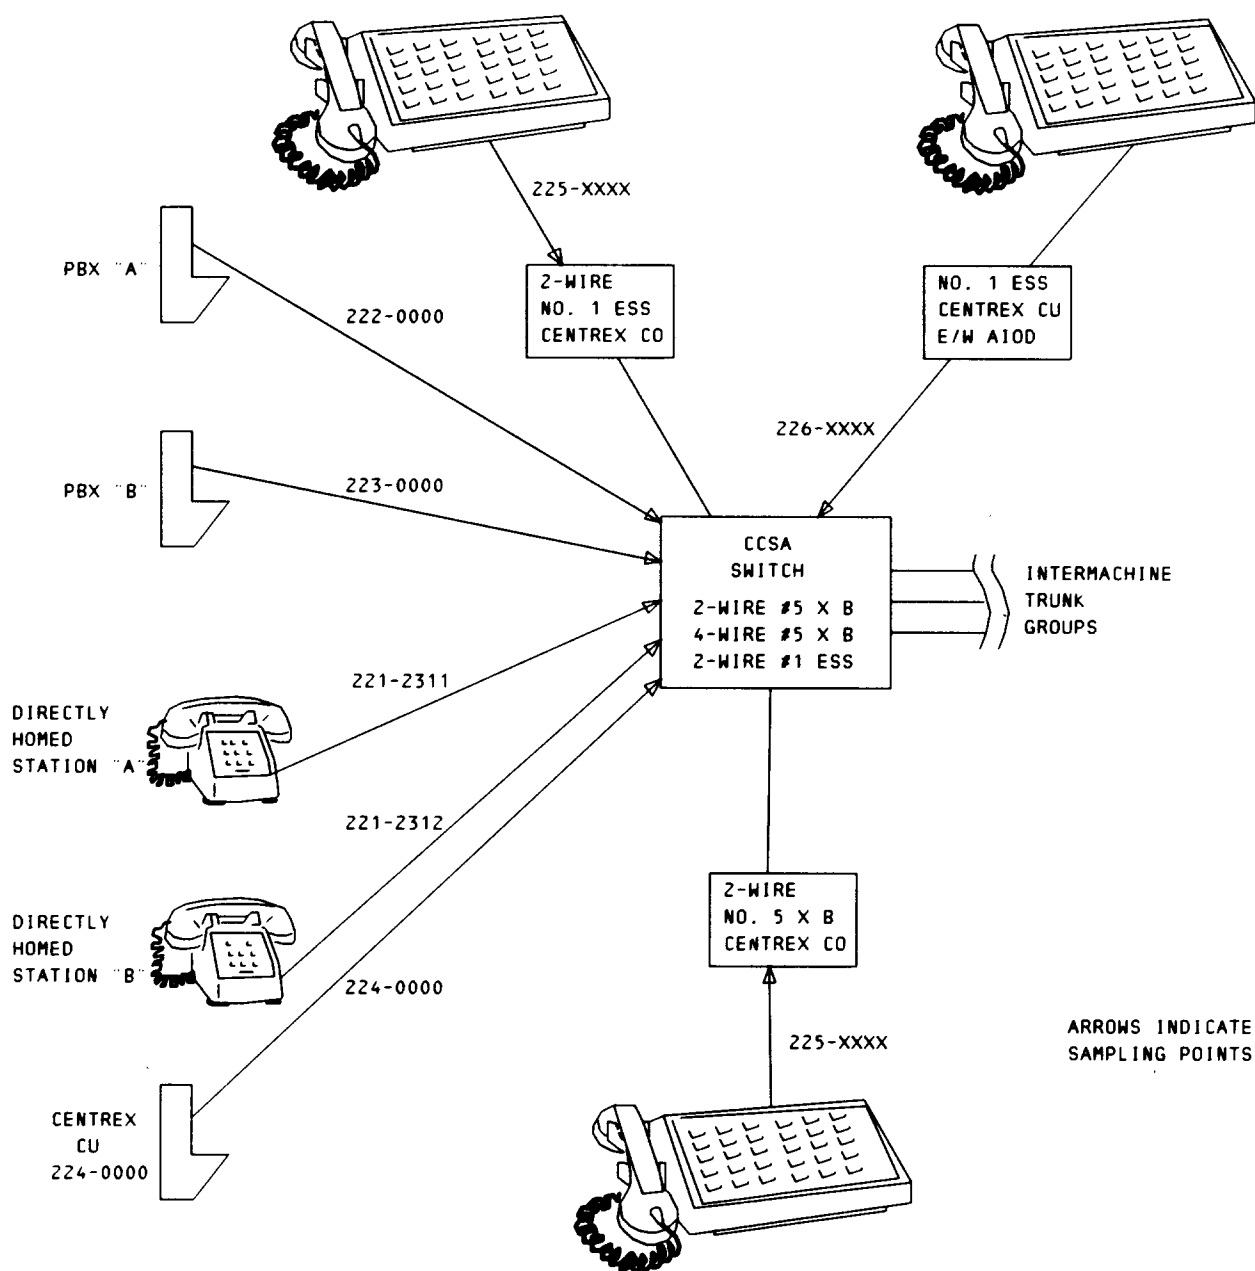 225-XXXX
PBX "A"
2-WIRE
NO. 1 ESS
CENTREX CO
NO. 1 ESS
CENTREX CU
E/W AIOD
222-0000
226-XXXX
PBX "B"
223-0000
CCSA
SWITCH
2-WIRE #5 X B
4-WIRE #5 X B
2-WIRE #1 ESS
INTERMACHINE
TRUNK
GROUPS
221-2311
DIRECTLY
HOMED
STATION "A"
221-2312
2-WIRE
NO. 5 X B
CENTREX CO
DIRECTLY
HOMED
STATION "B"
224-0000
225-XXXX
ARROWS INDICATE
SAMPLING POINTS
CENTREX
CU
224-0000